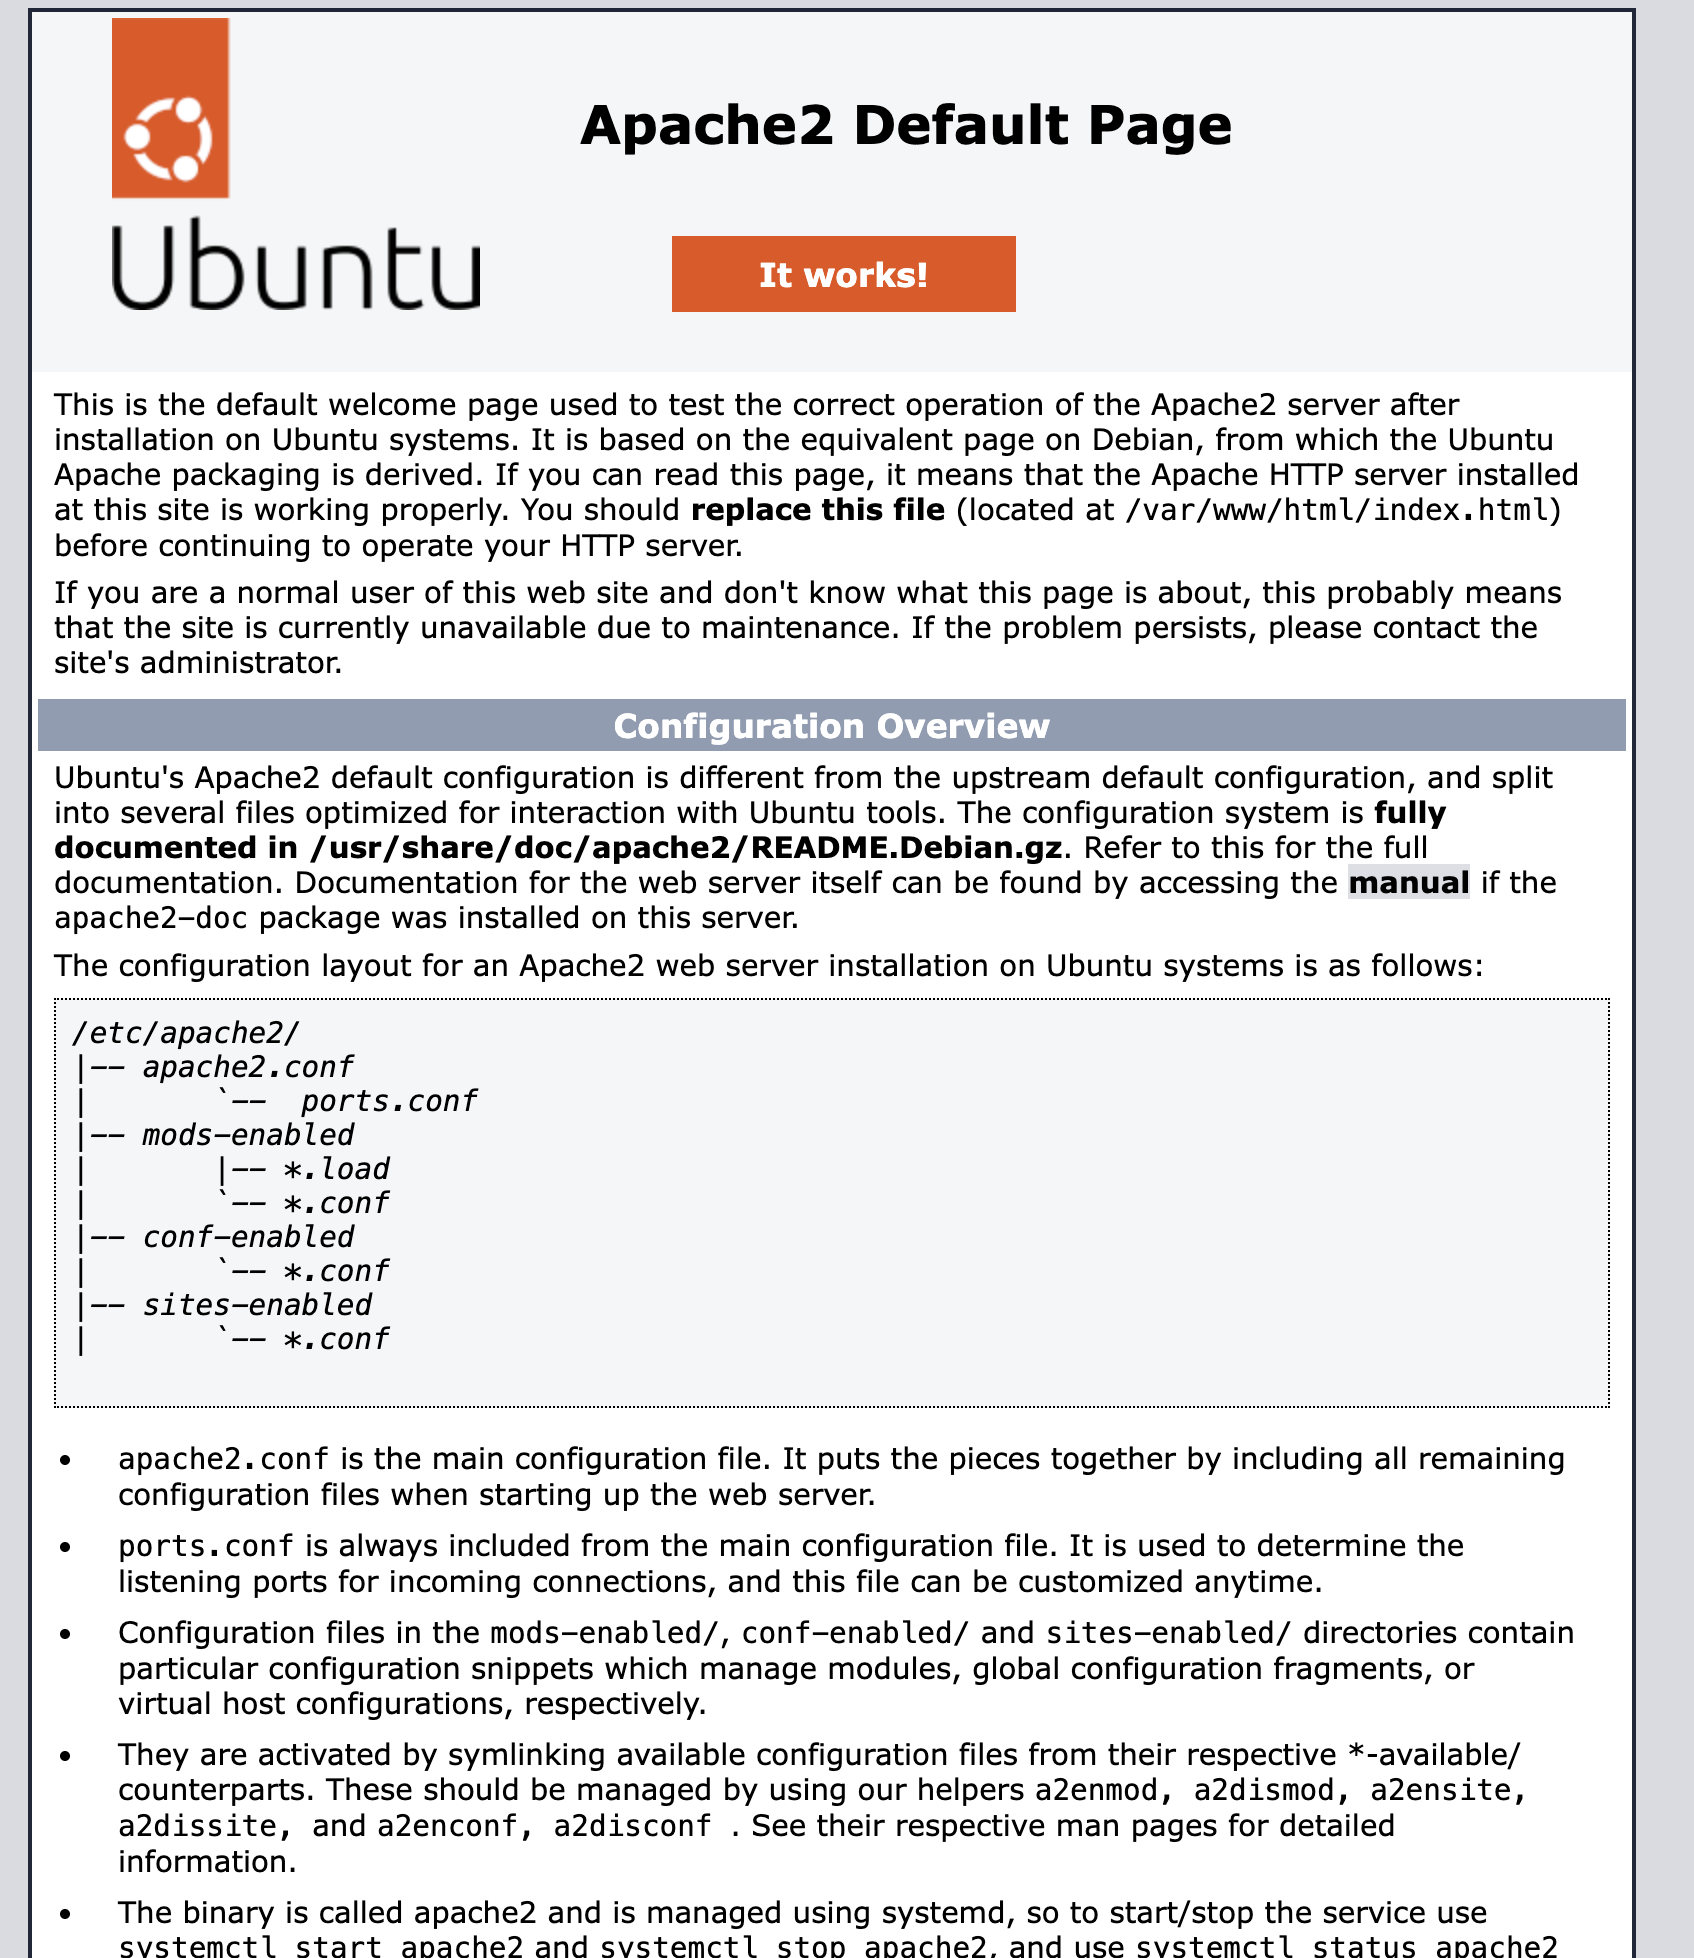 Apache2 Default Page
Ubuntu
It works!
This is the default welcome page used to test the correct operation of the Apache2 server after
installation on Ubuntu systems. It is based on the equivalent page on Debian, from which the Ubuntu
Apache packaging is derived. If you can read this page, it means that the Apache HTTP server installed
at this site is working properly. You should replace this file (located at /var/www/html/index.html)
before continuing to operate your HTTP server.
If you are a normal user of this web site and don't know what this page is about, this probably means
that the site is currently unavailable due to maintenance. If the problem persists, please contact the
site's administrator.
Configuration Overview
Ubuntu's Apache2 default configuration is different from the upstream default configuration, and split
into several files optimized for interaction with Ubuntu tools. The configuration system is fully
documented in /usr/share/doc/apache2/README.Debian.gz. Refer to this for the full
documentation. Documentation for the web server itself can be found by accessing the manual if the
apache2-doc package was installed on this server.
The configuration layout for an Apache2 web server installation on Ubuntu systems is as follows:
/etc/apache2/
|-- apache2.conf
|       `--  ports.conf
|-- mods-enabled
|       |-- *.load
|       `-- *.conf
|-- conf-enabled
|       `-- *.conf
|-- sites-enabled
|       `-- *.conf
• apache2.conf is the main configuration file. It puts the pieces together by including all remaining
configuration files when starting up the web server.
• ports.conf is always included from the main configuration file. It is used to determine the
listening ports for incoming connections, and this file can be customized anytime.
• Configuration files in the mods-enabled/, conf-enabled/ and sites-enabled/ directories contain
particular configuration snippets which manage modules, global configuration fragments, or
virtual host configurations, respectively.
• They are activated by symlinking available configuration files from their respective *-available/
counterparts. These should be managed by using our helpers a2enmod, a2dismod, a2ensite,
a2dissite, and a2enconf, a2disconf . See their respective man pages for detailed
information.
• The binary is called apache2 and is managed using systemd, so to start/stop the service use
systemctl start apache2 and systemctl stop apache2, and use systemctl status apache2